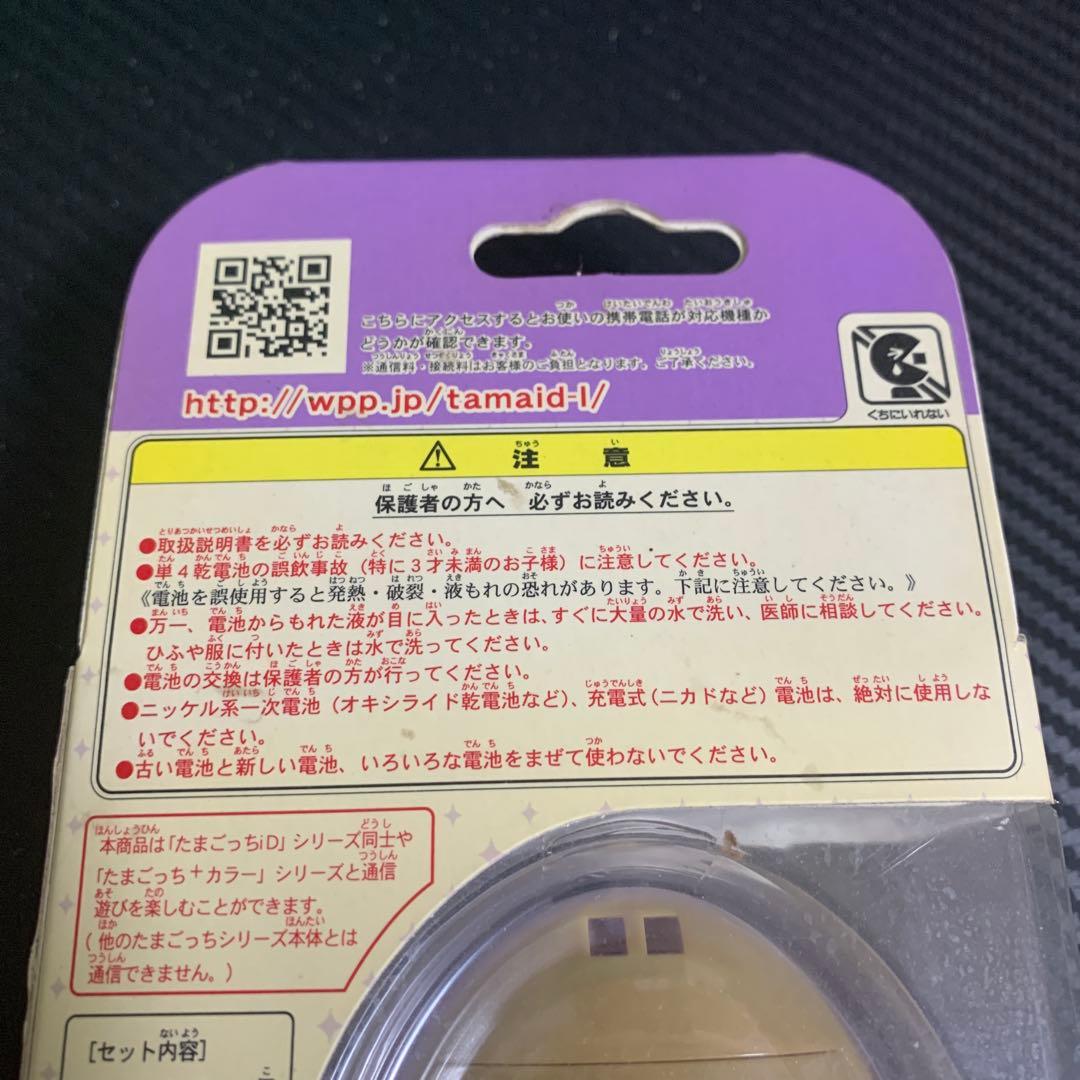 こちらにアクセスするとお使いの携帯電話が対応機種か
どうかが確認できます。
※通信料・接続料はお客様のご負担となります。ご了承ください。
http://wpp.jp/tamaid-l/
くちにいれない
⚠ 注意
保護者の方へ 必ずお読みください。
●取扱説明書を必ずお読みください。
●単4乾電池の誤飲事故(特に3才未満のお子様)に注意してください。
《電池を誤使用すると発熱・破裂・液もれの恐れがあります。下記に注意してください。》
●万一、電池からもれた液が目に入ったときは、すぐに大量の水で洗い、医師に相談してください。
ひふや服に付いたときは水で洗ってください。
●電池の交換は保護者の方が行ってください。
●ニッケル系一次電池(オキシライド乾電池など)、充電式(ニカドなど)電池は、絶対に使用しな
いでください。
●古い電池と新しい電池、いろいろな電池をまぜて使わないでください。
本商品は「たまごっちiD」シリーズ同士や
「たまごっち+カラー」シリーズと通信
遊びを楽しむことができます。
(他のたまごっちシリーズ本体とは
通信できません。)
[セット内容]